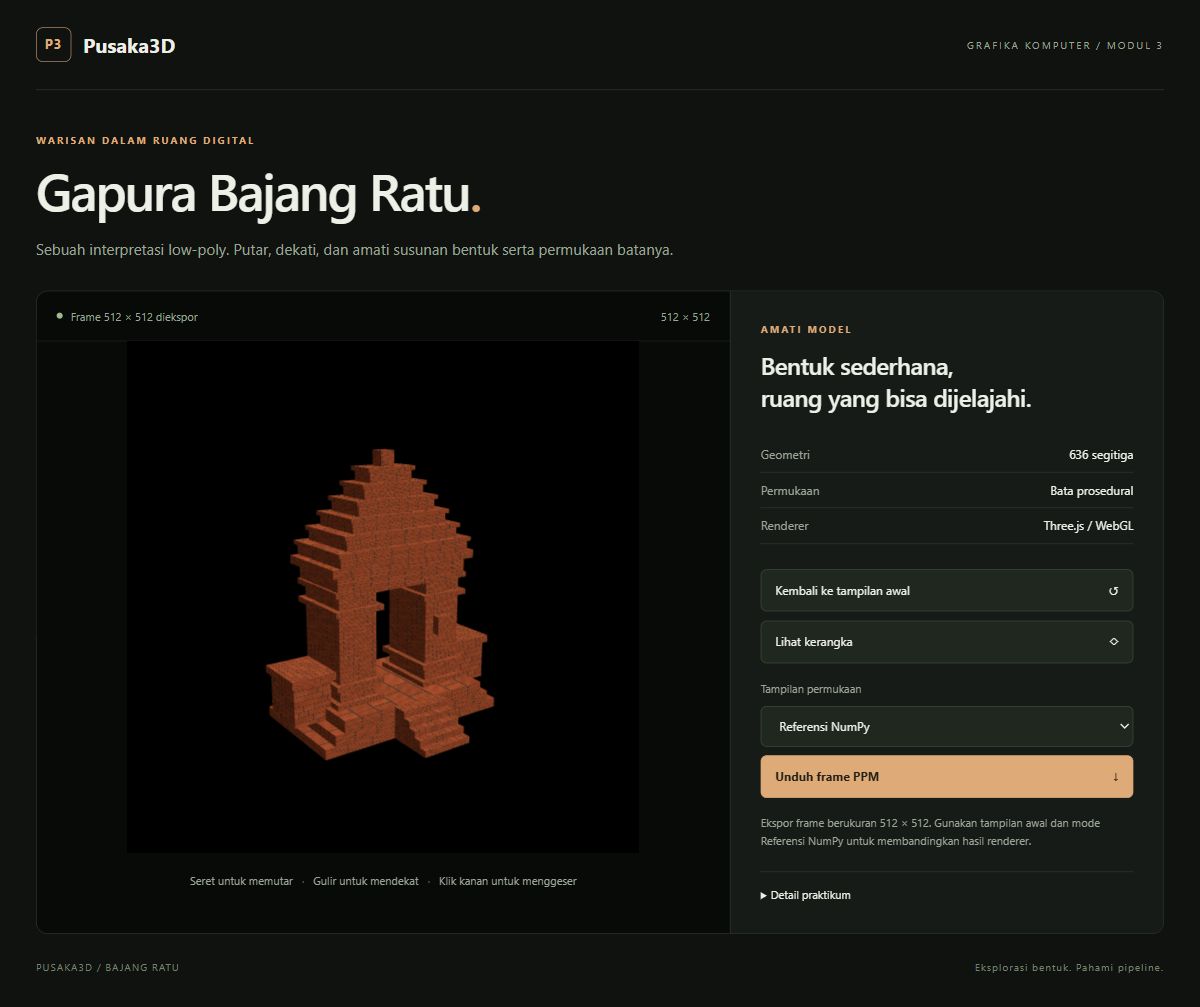 P3 Pusaka3D
GRAFIKA KOMPUTER / MODUL 3
WARISAN DALAM RUANG DIGITAL
Gapura Bajang Ratu.
Sebuah interpretasi low-poly. Putar, dekati, dan amati susunan bentuk serta permukaan batanya.
Frame 512 × 512 diekspor
512 × 512
Seret untuk memutar · Gulir untuk mendekat · Klik kanan untuk menggeser
AMATI MODEL
Bentuk sederhana,
ruang yang bisa dijelajahi.
Geometri 636 segitiga
Permukaan Bata prosedural
Renderer Three.js / WebGL
Kembali ke tampilan awal ↺
Lihat kerangka ◇
Tampilan permukaan
Referensi NumPy
Unduh frame PPM ↓
Ekspor frame berukuran 512 × 512. Gunakan tampilan awal dan mode
Referensi NumPy untuk membandingkan hasil renderer.
▶ Detail praktikum
PUSAKA3D / BAJANG RATU
Eksplorasi bentuk. Pahami pipeline.